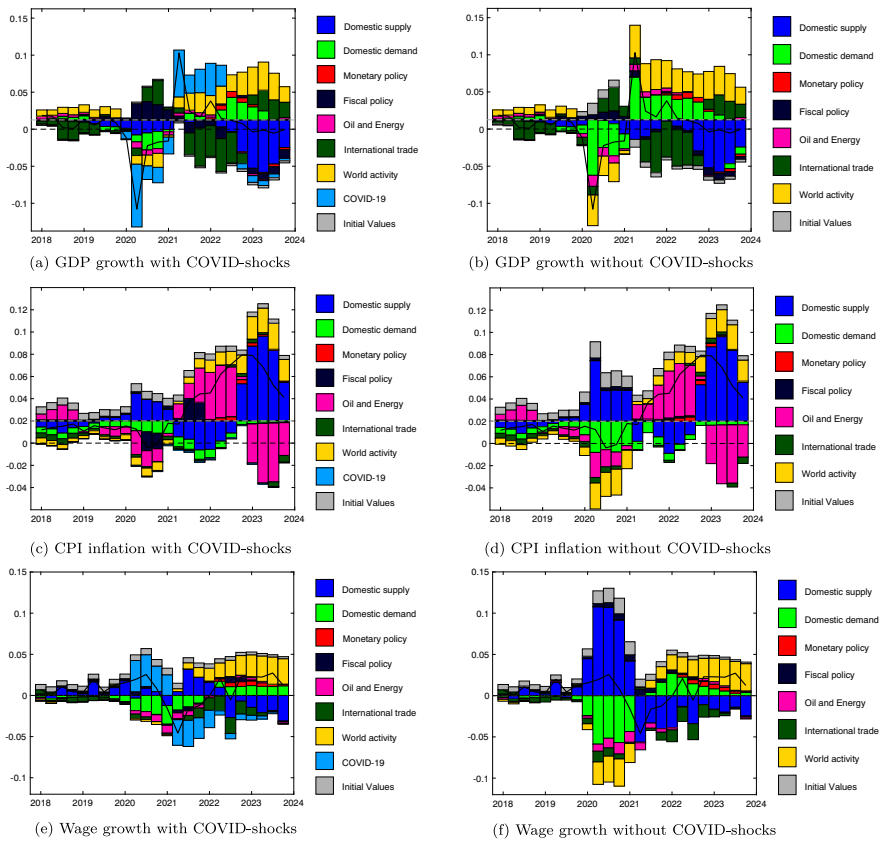 0.15
0.1
0.05
0
-0.05
-0.1
2018 2019 2020 2021 2022 2023 2024
Domestic supply
Domestic demand
Monetary policy
Fiscal policy
Oil and Energy
International trade
World activity
COVID-19
Initial Values
(a) GDP growth with COVID-shocks
0.15
0.1
0.05
0
-0.05
-0.1
2018 2019 2020 2021 2022 2023 2024
Domestic supply
Domestic demand
Monetary policy
Fiscal policy
Oil and Energy
International trade
World activity
Initial Values
(b) GDP growth without COVID-shocks
0.12
0.1
0.08
0.06
0.04
0.02
0
-0.02
-0.04
2018 2019 2020 2021 2022 2023 2024
Domestic supply
Domestic demand
Monetary policy
Fiscal policy
Oil and Energy
International trade
World activity
COVID-19
Initial Values
(c) CPI inflation with COVID-shocks
0.12
0.1
0.08
0.06
0.04
0.02
0
-0.02
-0.04
2018 2019 2020 2021 2022 2023 2024
Domestic supply
Domestic demand
Monetary policy
Fiscal policy
Oil and Energy
International trade
World activity
Initial Values
(d) CPI inflation without COVID-shocks
0.15
0.1
0.05
0
-0.05
-0.1
2018 2019 2020 2021 2022 2023 2024
Domestic supply
Domestic demand
Monetary policy
Fiscal policy
Oil and Energy
International trade
World activity
COVID-19
Initial Values
(e) Wage growth with COVID-shocks
0.15
0.1
0.05
0
-0.05
-0.1
2018 2019 2020 2021 2022 2023 2024
Domestic supply
Domestic demand
Monetary policy
Fiscal policy
Oil and Energy
International trade
World activity
Initial Values
(f) Wage growth without COVID-shocks